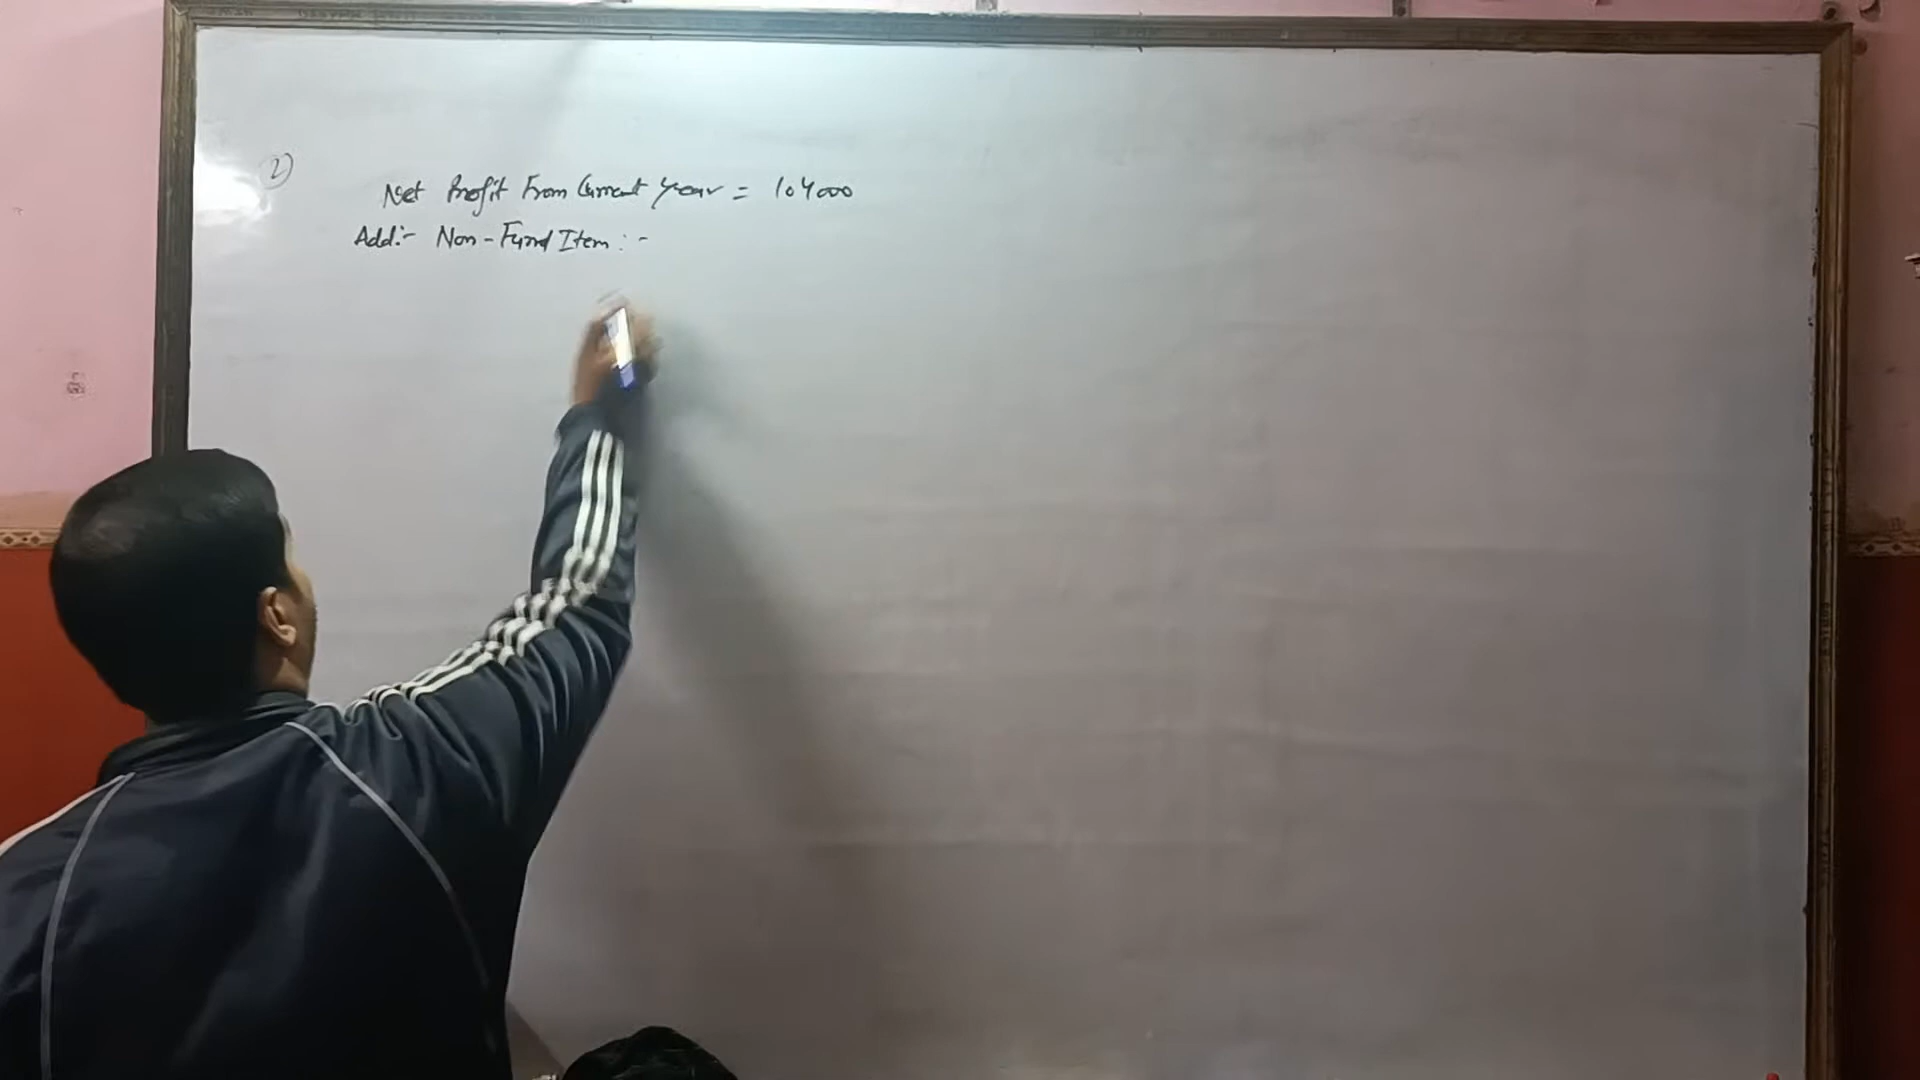 2)
Net Profit From Current Year = 104000
Add:- Non-Fund Item :-